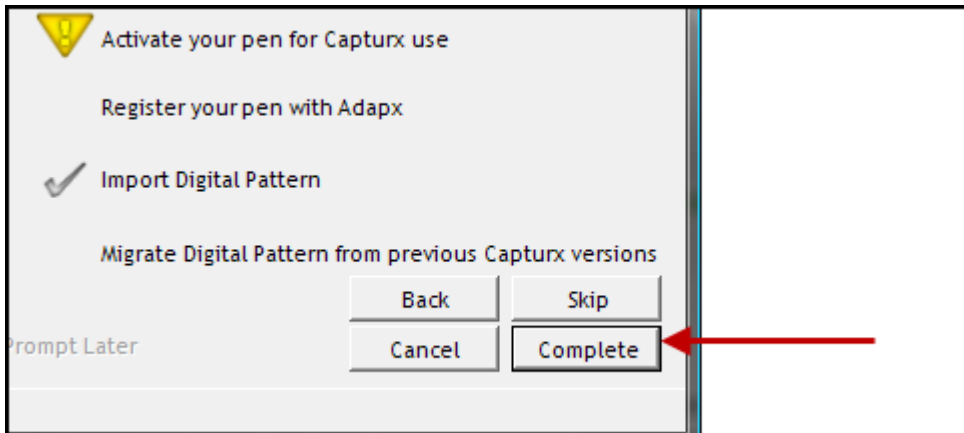 Activate your pen for Capturx use
Register your pen with Adapx
Import Digital Pattern
Migrate Digital Pattern from previous Capturx versions
Back Skip
Prompt Later Cancel Complete